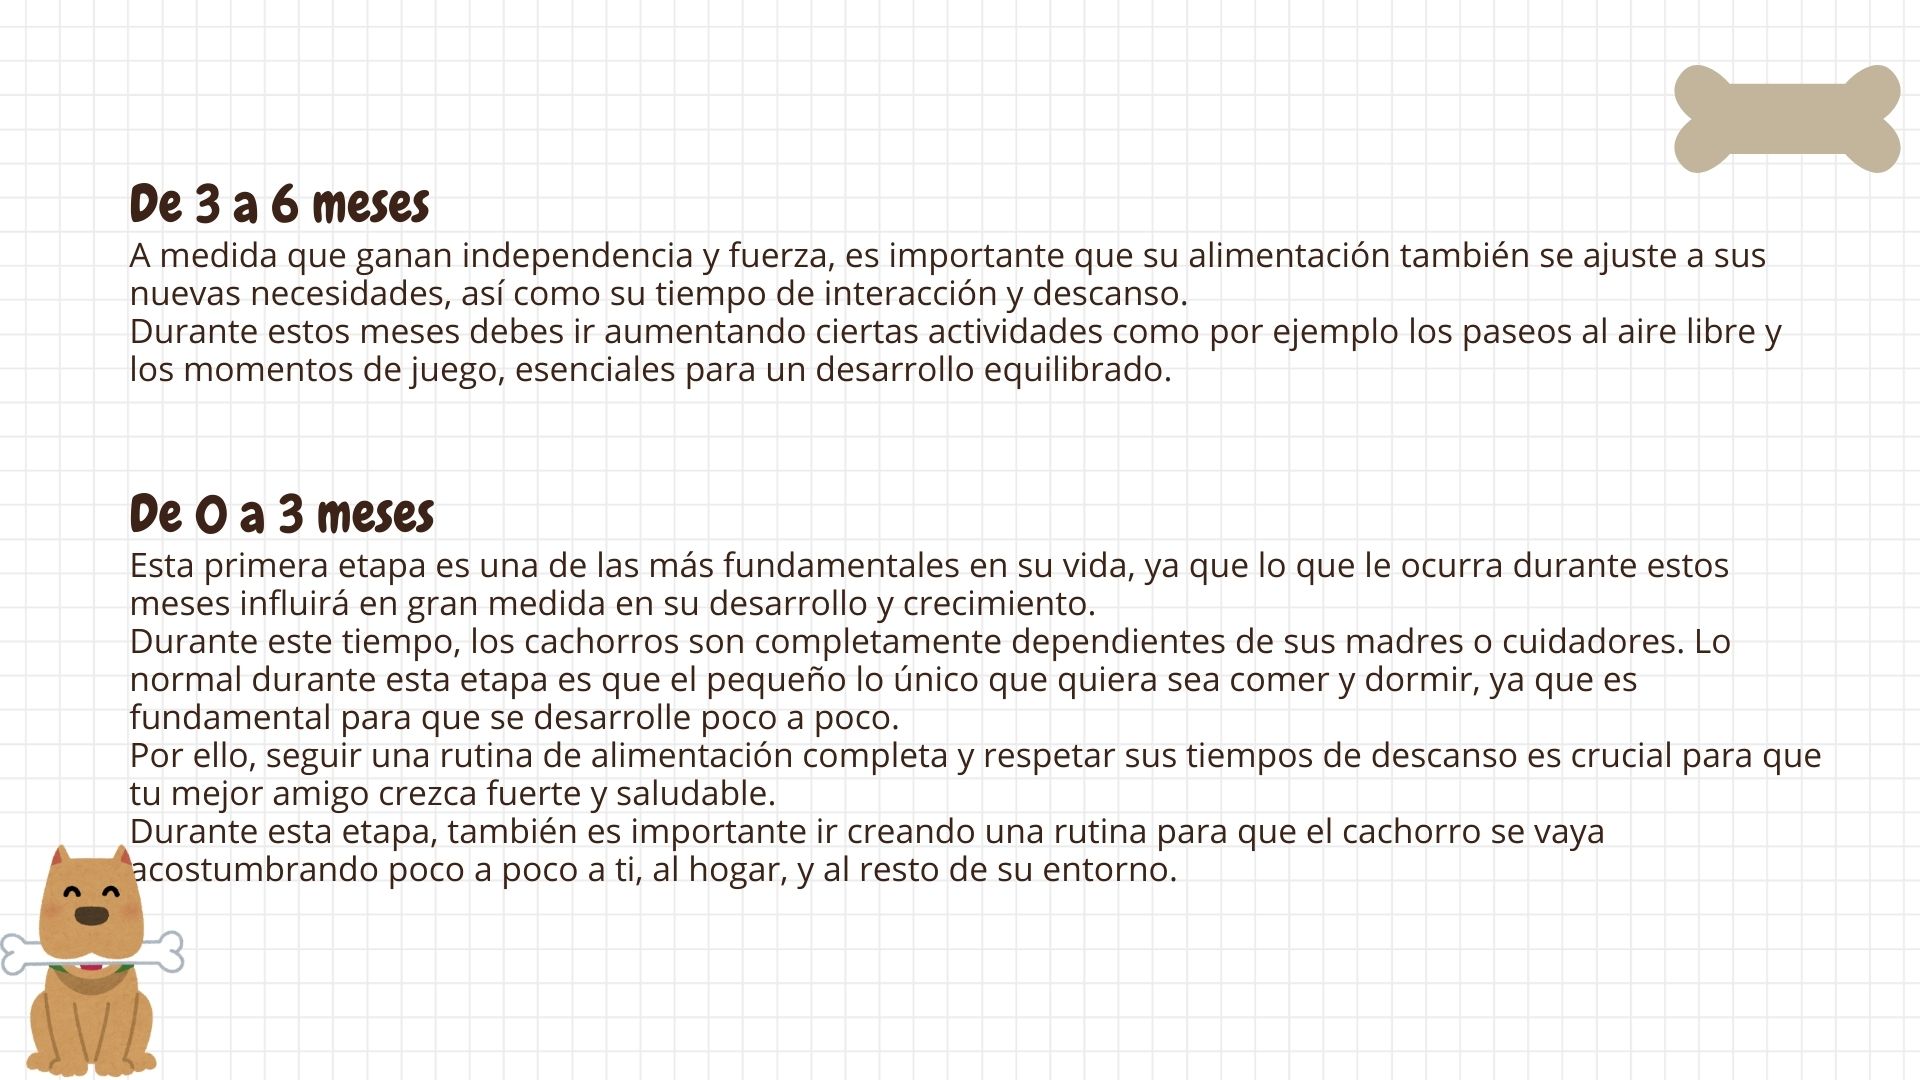 De 3 a 6 meses
A medida que ganan independencia y fuerza, es importante que su alimentación también se ajuste a sus
nuevas necesidades, así como su tiempo de interacción y descanso.
Durante estos meses debes ir aumentando ciertas actividades como por ejemplo los paseos al aire libre y
los momentos de juego, esenciales para un desarrollo equilibrado.
De 0 a 3 meses
Esta primera etapa es una de las más fundamentales en su vida, ya que lo que le ocurra durante estos
meses influirá en gran medida en su desarrollo y crecimiento.
Durante este tiempo, los cachorros son completamente dependientes de sus madres o cuidadores. Lo
normal durante esta etapa es que el pequeño lo único que quiera sea comer y dormir, ya que es
fundamental para que se desarrolle poco a poco.
Por ello, seguir una rutina de alimentación completa y respetar sus tiempos de descanso es crucial para que
tu mejor amigo crezca fuerte y saludable.
Durante esta etapa, también es importante ir creando una rutina para que el cachorro se vaya
acostumbrando poco a poco a ti, al hogar, y al resto de su entorno.